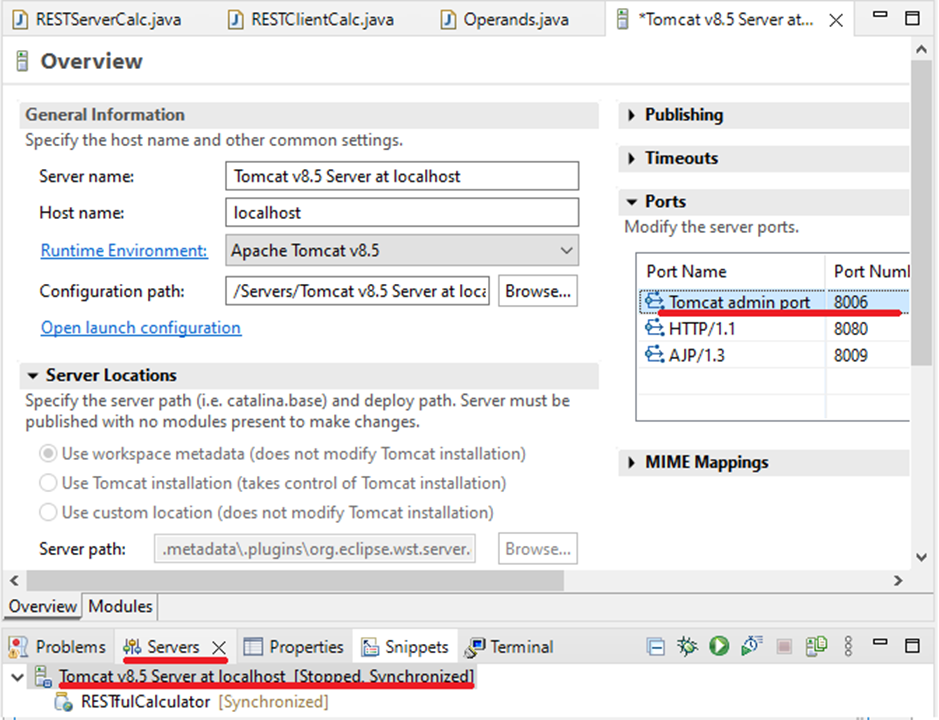 RESTServerCalc.java RESTClientCalc.java Operands.java *Tomcat v8.5 Server at...
Overview
General Information
Specify the host name and other common settings.
Server name: Tomcat v8.5 Server at localhost
Host name: localhost
Runtime Environment: Apache Tomcat v8.5
Configuration path: /Servers/Tomcat v8.5 Server at loca Browse...
Open launch configuration
Server Locations
Specify the server path (i.e. catalina.base) and deploy path. Server must be
published with no modules present to make changes.
Use workspace metadata (does not modify Tomcat installation)
Use Tomcat installation (takes control of Tomcat installation)
Use custom location (does not modify Tomcat installation)
Server path: .metadata\.plugins\org.eclipse.wst.server. Browse...
Publishing
Timeouts
Ports
Modify the server ports.
Port Name Port Numl
Tomcat admin port 8006
HTTP/1.1 8080
AJP/1.3 8009
MIME Mappings
Overview Modules
Problems Servers Properties Snippets Terminal
Tomcat v8.5 Server at localhost [Stopped, Synchronized]
RESTfulCalculator [Synchronized]